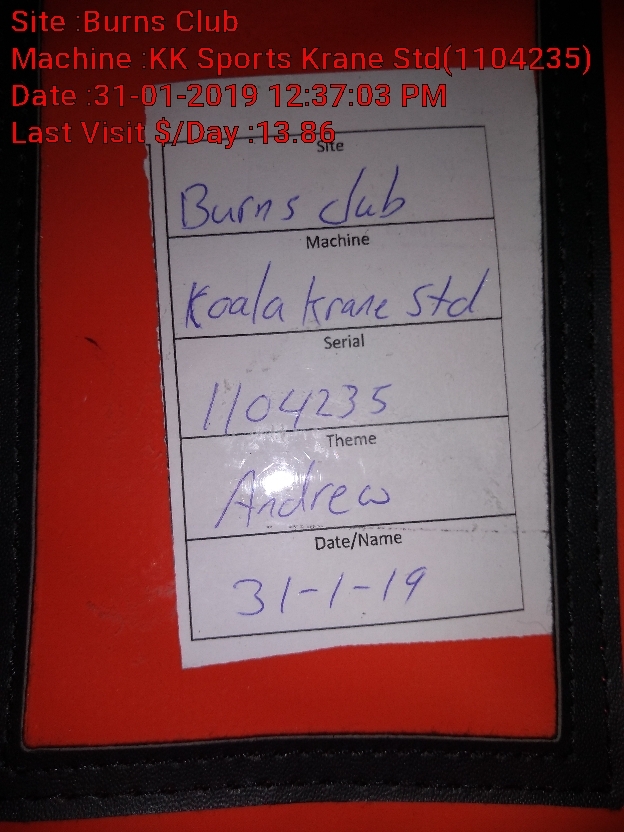 Site :Burns Club
Machine :KK Sports Krane Std(1104235)
Date :31-01-2019 12:37:03 PM
Last Visit $/Day :13.86
Site
Burns club
Machine
Koala Krane Std
Serial
1104235
Theme
Andrew
Date/Name
31-1-19